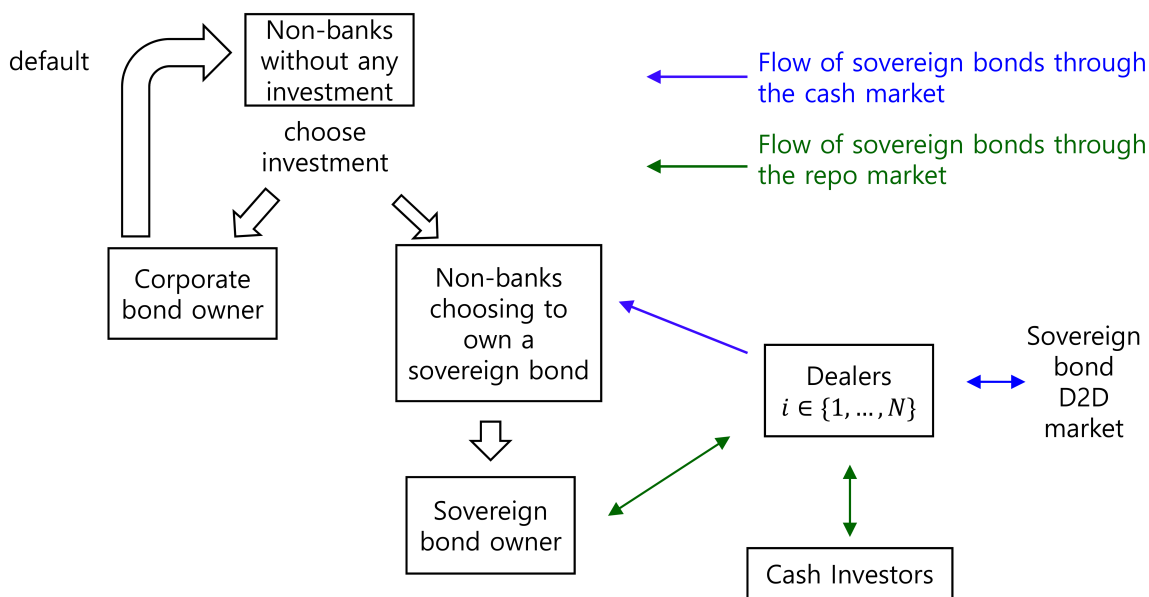 default
Non-banks
without any
investment
Flow of sovereign bonds through
the cash market
choose
investment
Flow of sovereign bonds through
the repo market
Corporate
bond owner
Non-banks
choosing to
own a
sovereign bond
Dealers
i ∈ {1, … , N}
Sovereign
bond
D2D
market
Sovereign
bond owner
Cash Investors